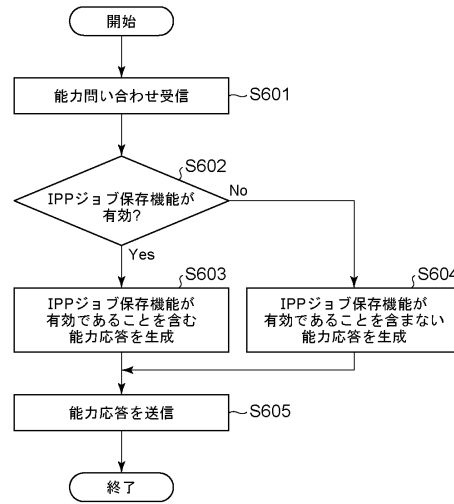 開始
能力問い合わせ受信
S601
S602
IPPジョブ保存機能が
有効?
No
Yes
S603
IPPジョブ保存機能が
有効であることを含む
能力応答を生成
S604
IPPジョブ保存機能が
有効であることを含まない
能力応答を生成
能力応答を送信
S605
終了